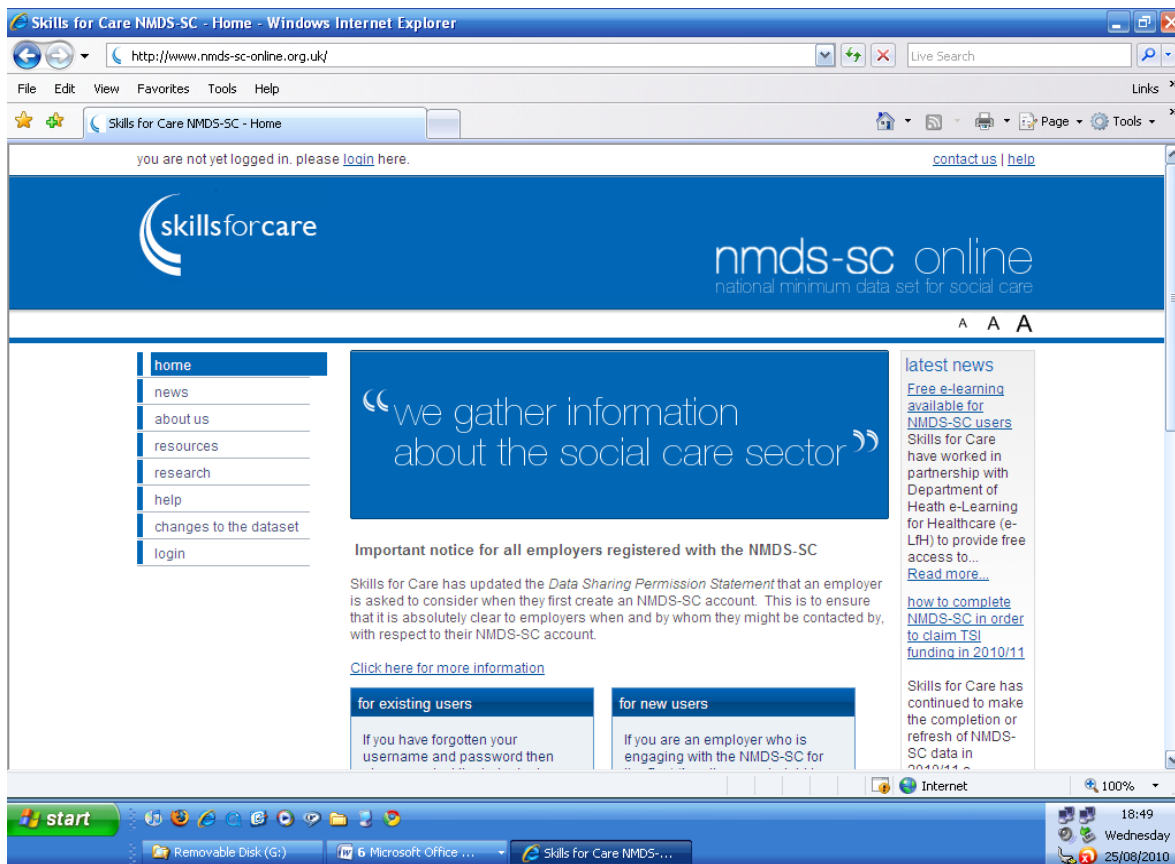 Skills for Care NMDS-SC - Home - Windows Internet Explorer
http://www.nmds-sc-online.org.uk/
Live Search
File Edit View Favorites Tools Help
Links
Skills for Care NMDS-SC - Home
Page Tools
you are not yet logged in. please login here.
contact us | help
skillsforcare
nmds-sc online
national minimum data set for social care
A A A
home
news
about us
resources
research
help
changes to the dataset
login
“we gather information
about the social care sector”
Important notice for all employers registered with the NMDS-SC
Skills for Care has updated the Data Sharing Permission Statement that an employer
is asked to consider when they first create an NMDS-SC account. This is to ensure
that it is absolutely clear to employers when and by whom they might be contacted by,
with respect to their NMDS-SC account.
Click here for more information
for existing users
If you have forgotten your
username and password then
for new users
If you are an employer who is
engaging with the NMDS-SC for
latest news
Free e-learning
available for
NMDS-SC users
Skills for Care
have worked in
partnership with
Department of
Heath e-Learning
for Healthcare (e-
LfH) to provide free
access to...
Read more...
how to complete
NMDS-SC in order
to claim TSI
funding in 2010/11
Skills for Care has
continued to make
the completion or
refresh of NMDS-
SC data in
2010/11 a
Internet
100%
start
18:49
Wednesday
25/08/2010
Removable Disk (G:)
6 Microsoft Office ...
Skills for Care NMDS-...